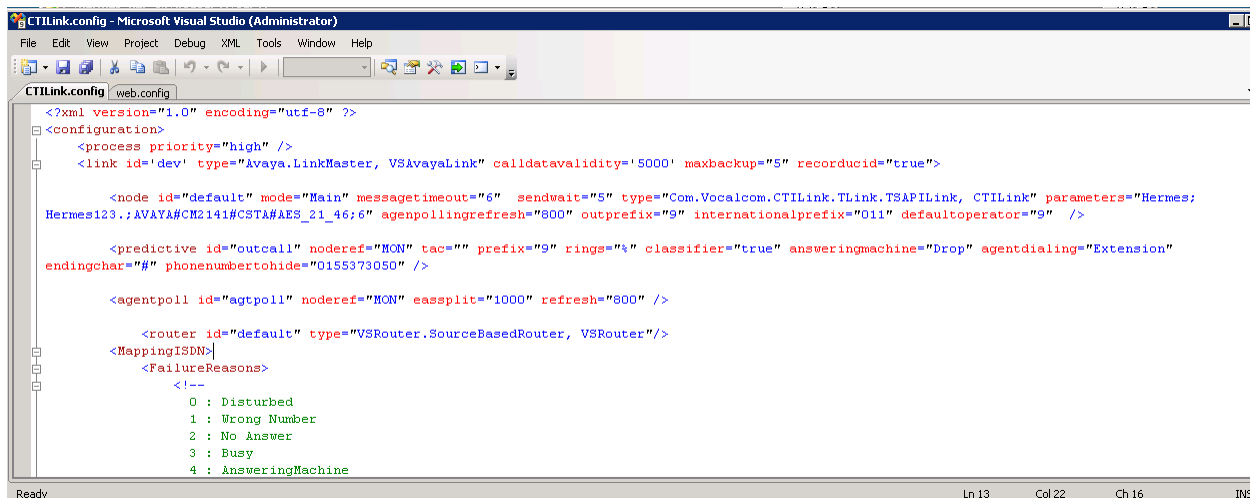 CTILink.config - Microsoft Visual Studio (Administrator)
File Edit View Project Debug XML Tools Window Help
CTILink.config web.config
<?xml version="1.0" encoding="utf-8" ?>
<configuration>
<process priority="high" />
<link id='dev' type="Avaya.LinkMaster, VSAvayaLink" calldatavalidity='5000' maxbackup="5" recorducid="true">
<node id="default" mode="Main" messagetimeout="6" sendwait="5" type="Com.Vocalcom.CTILink.TLink.TSAPILink, CTILink" parameters="Hermes;
Hermes123.;AVAYA#CM2141#CSTA#AES_21_46;6" agenpollingrefresh="800" outprefix="9" internationalprefix="011" defaultoperator="9" />
<predictive id="outcall" noderef="MON" tac="" prefix="9" rings="%" classifier="true" answeringmachine="Drop" agentdialing="Extension"
endingchar="#" phonenumbertohide="0155373050" />
<agentpoll id="agtpoll" noderef="MON" eassplit="1000" refresh="800" />
<router id="default" type="VSRouter.SourceBasedRouter, VSRouter"/>
<MappingISDN>
<FailureReasons>
<!--
0 : Disturbed
1 : Wrong Number
2 : No Answer
3 : Busy
4 : AnsweringMachine
Ready Ln 13 Col 22 Ch 16 INS